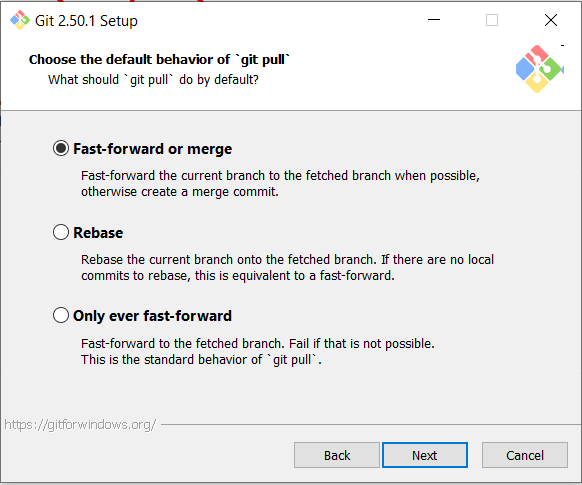 Git 2.50.1 Setup
Choose the default behavior of `git pull`
What should `git pull` do by default?
Fast-forward or merge
Fast-forward the current branch to the fetched branch when possible,
otherwise create a merge commit.
Rebase
Rebase the current branch onto the fetched branch. If there are no local
commits to rebase, this is equivalent to a fast-forward.
Only ever fast-forward
Fast-forward to the fetched branch. Fail if that is not possible.
This is the standard behavior of `git pull`.
https://gitforwindows.org/
Back Next Cancel